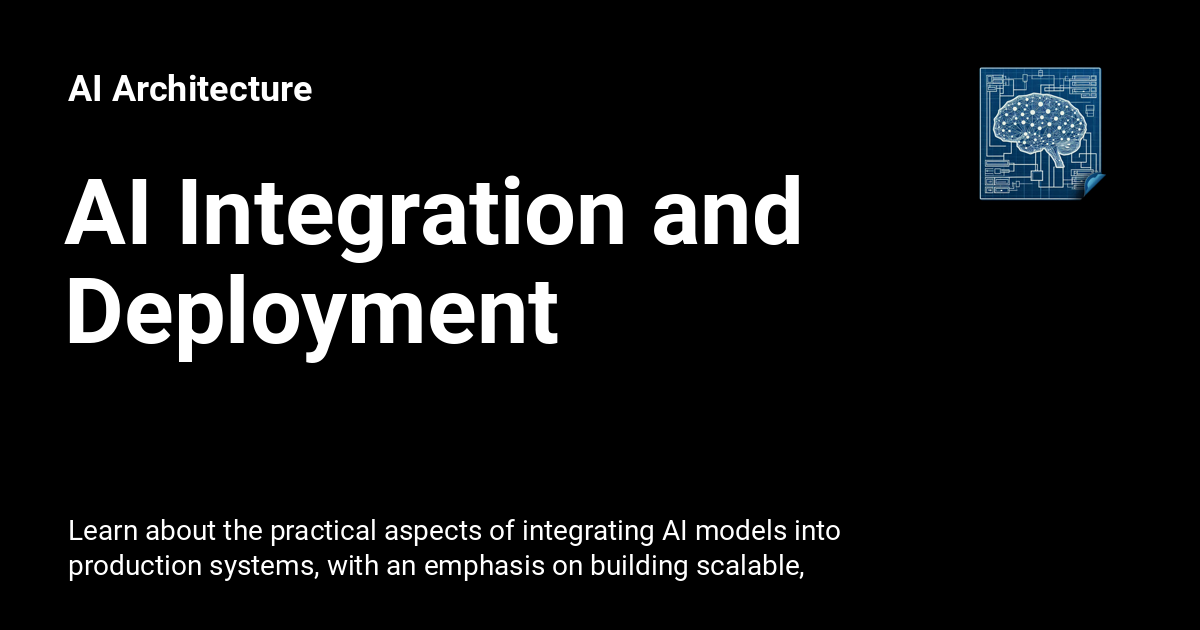 AI Architecture
AI Integration and
Deployment
Learn about the practical aspects of integrating AI models into
production systems, with an emphasis on building scalable,